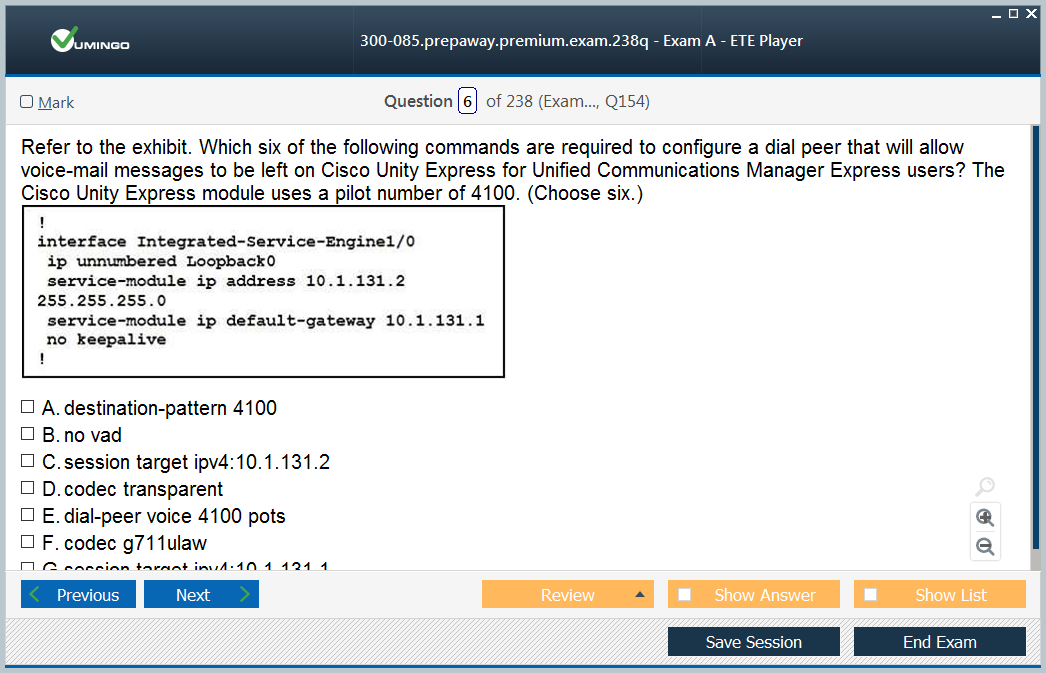 VUMINGO
300-085.prepaway.premium.exam.238q - Exam A - ETE Player
Mark
Question 6 of 238 (Exam..., Q154)
Refer to the exhibit. Which six of the following commands are required to configure a dial peer that will allow
voice-mail messages to be left on Cisco Unity Express for Unified Communications Manager Express users? The
Cisco Unity Express module uses a pilot number of 4100. (Choose six.)
!
interface Integrated-Service-Engine1/0
ip unnumbered Loopback0
service-module ip address 10.1.131.2
255.255.255.0
service-module ip default-gateway 10.1.131.1
no keepalive
!
A. destination-pattern 4100
B. no vad
C. session target ipv4:10.1.131.2
D. codec transparent
E. dial-peer voice 4100 pots
F. codec g711ulaw
G. session target ipv4:10.1.131.1
Previous Next Review Show Answer Show List
Save Session End Exam